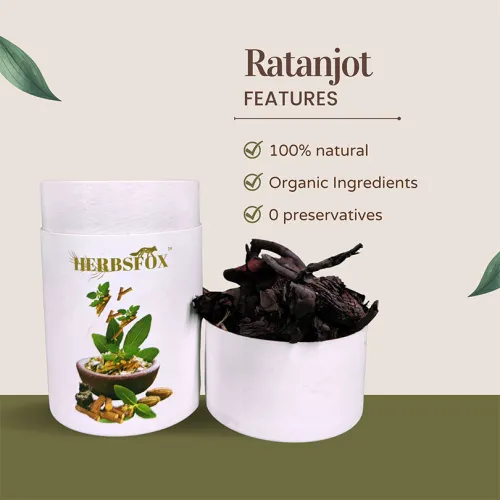 Ratanjot
FEATURES
100% natural
Organic Ingredients
0 preservatives
HERBSFOX